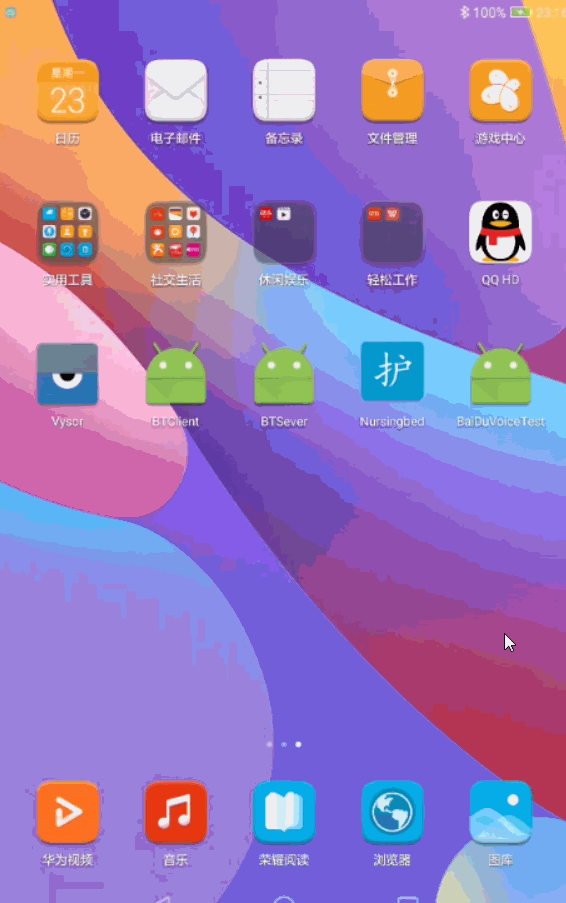 100% 23:1
星期一
23
日历 电子邮件 备忘录 文件管理 游戏中心
实用工具 社交生活 休闲娱乐 轻松工作 QQ HD
护
Vysor BTClient BTSever Nursingbed BaiDuVoiceTest
华为视频 音乐 荣耀阅读 浏览器 图库